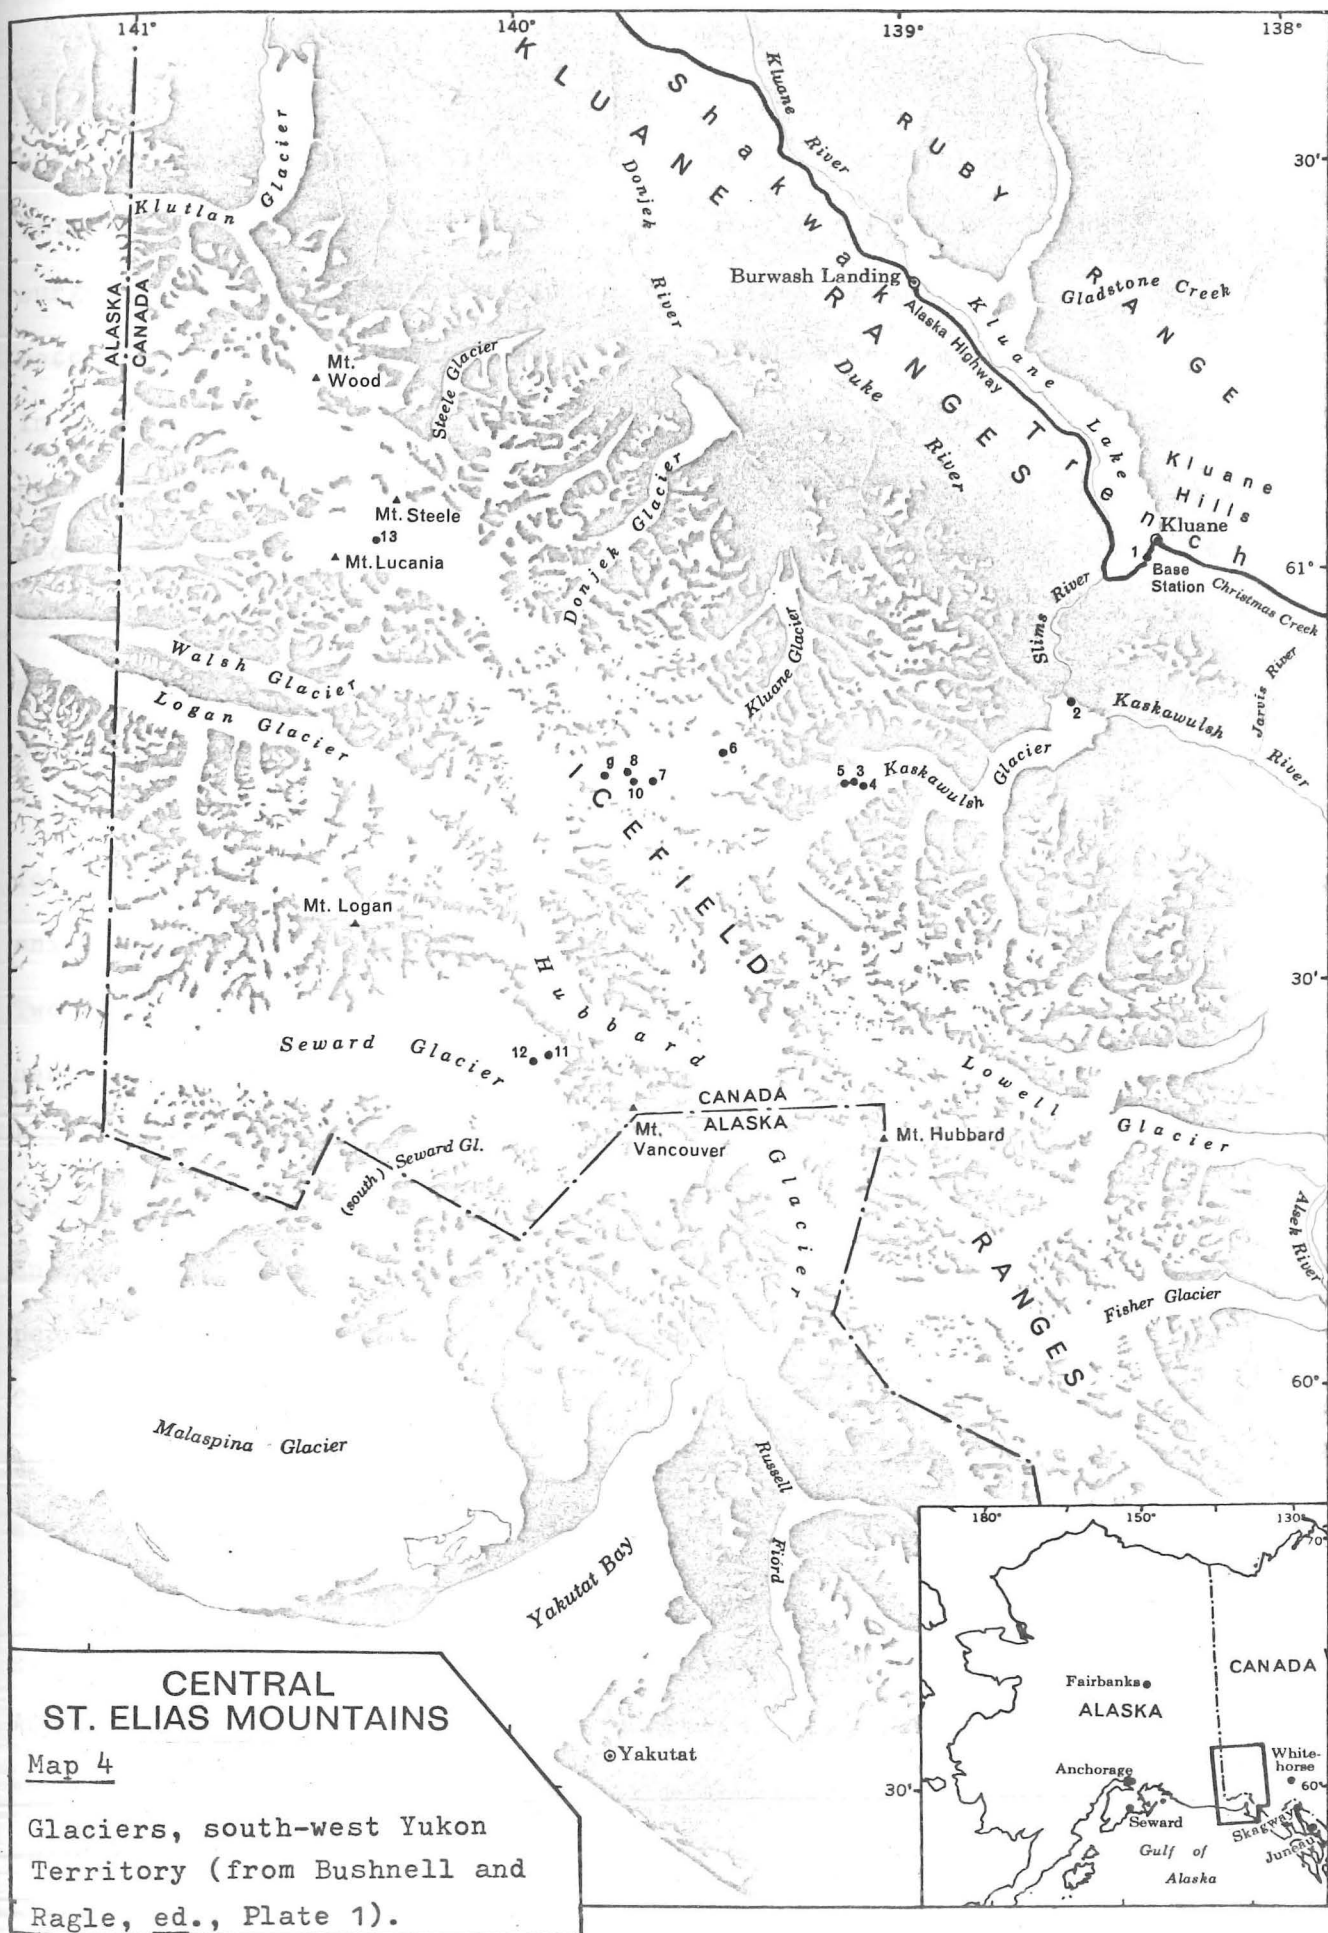 141°
140°
139°
138°
30'
61°
30'
60°
30'
KLUANE
RANGES
Shakwak
Trench
Kluane
River
RUBY
RANGE
Donjek
River
Klutlan Glacier
ALASKA
CANADA
Burwash Landing
Alaska Highway
Kluane Lake
Gladstone Creek
Duke
River
Mt.
Wood
Steele Glacier
Mt. Steele
13
Mt. Lucania
Donjek Glacier
Kluane
Hills
Kluane
1
Base
Station
Christmas Creek
Slims River
Jarvis River
Walsh Glacier
Logan Glacier
Kluane Glacier
2
Kaskawulsh
River
6
9
8
7
10
5
3
4
Kaskawulsh Glacier
ICEFIELD
RANGES
Mt. Logan
Hubbard
Glacier
Seward Glacier
12
11
Lowell
Glacier
CANADA
ALASKA
Mt.
Vancouver
Mt. Hubbard
(south) Seward Gl.
Alsek River
Fisher Glacier
Malaspina Glacier
Russell
Fiord
Yakutat Bay
Yakutat
180°
150°
130°
70°
CANADA
Fairbanks
ALASKA
Anchorage
White-
horse
60°
Seward
Skagway
Juneau
Gulf of
Alaska
CENTRAL
ST. ELIAS MOUNTAINS
Map 4
Glaciers, south-west Yukon
Territory (from Bushnell and
Ragle, ed., Plate 1).